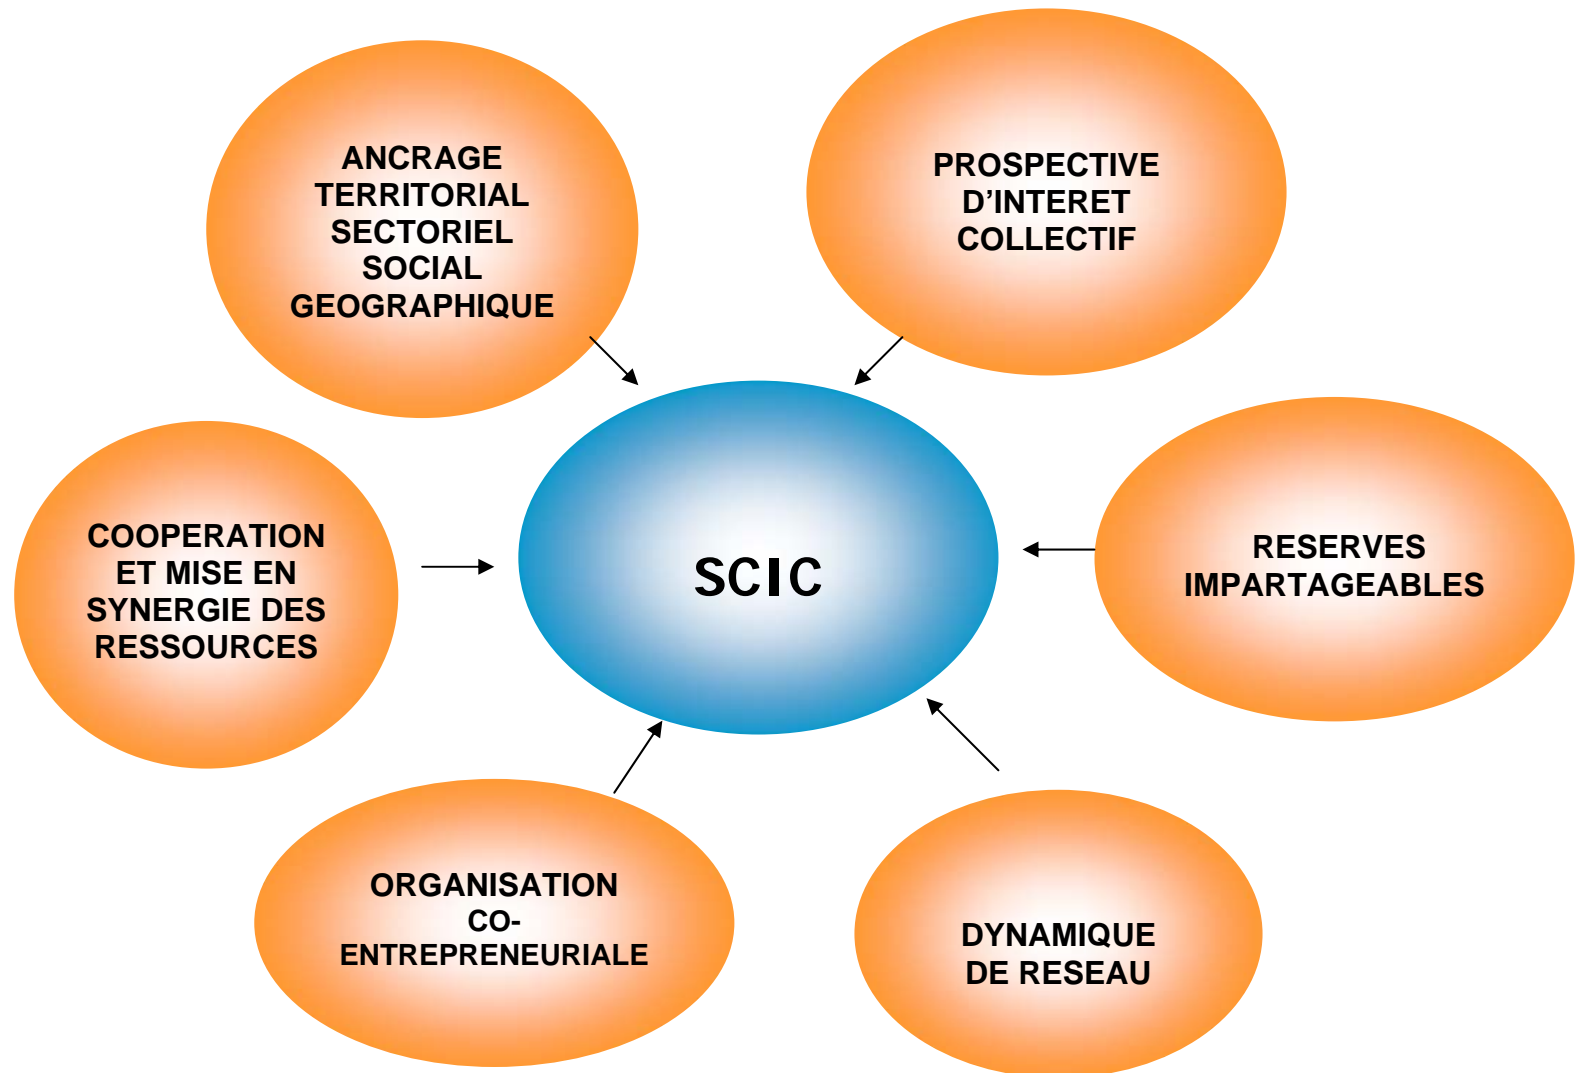 ANCRAGE
TERRITORIAL
SECTORIEL
SOCIAL
GEOGRAPHIQUE
PROSPECTIVE
D’INTERET
COLLECTIF
COOPERATION
ET MISE EN
SYNERGIE DES
RESSOURCES
SCIC
RESERVES
IMPARTAGEABLES
ORGANISATION
CO-
ENTREPRENEURIALE
DYNAMIQUE
DE RESEAU